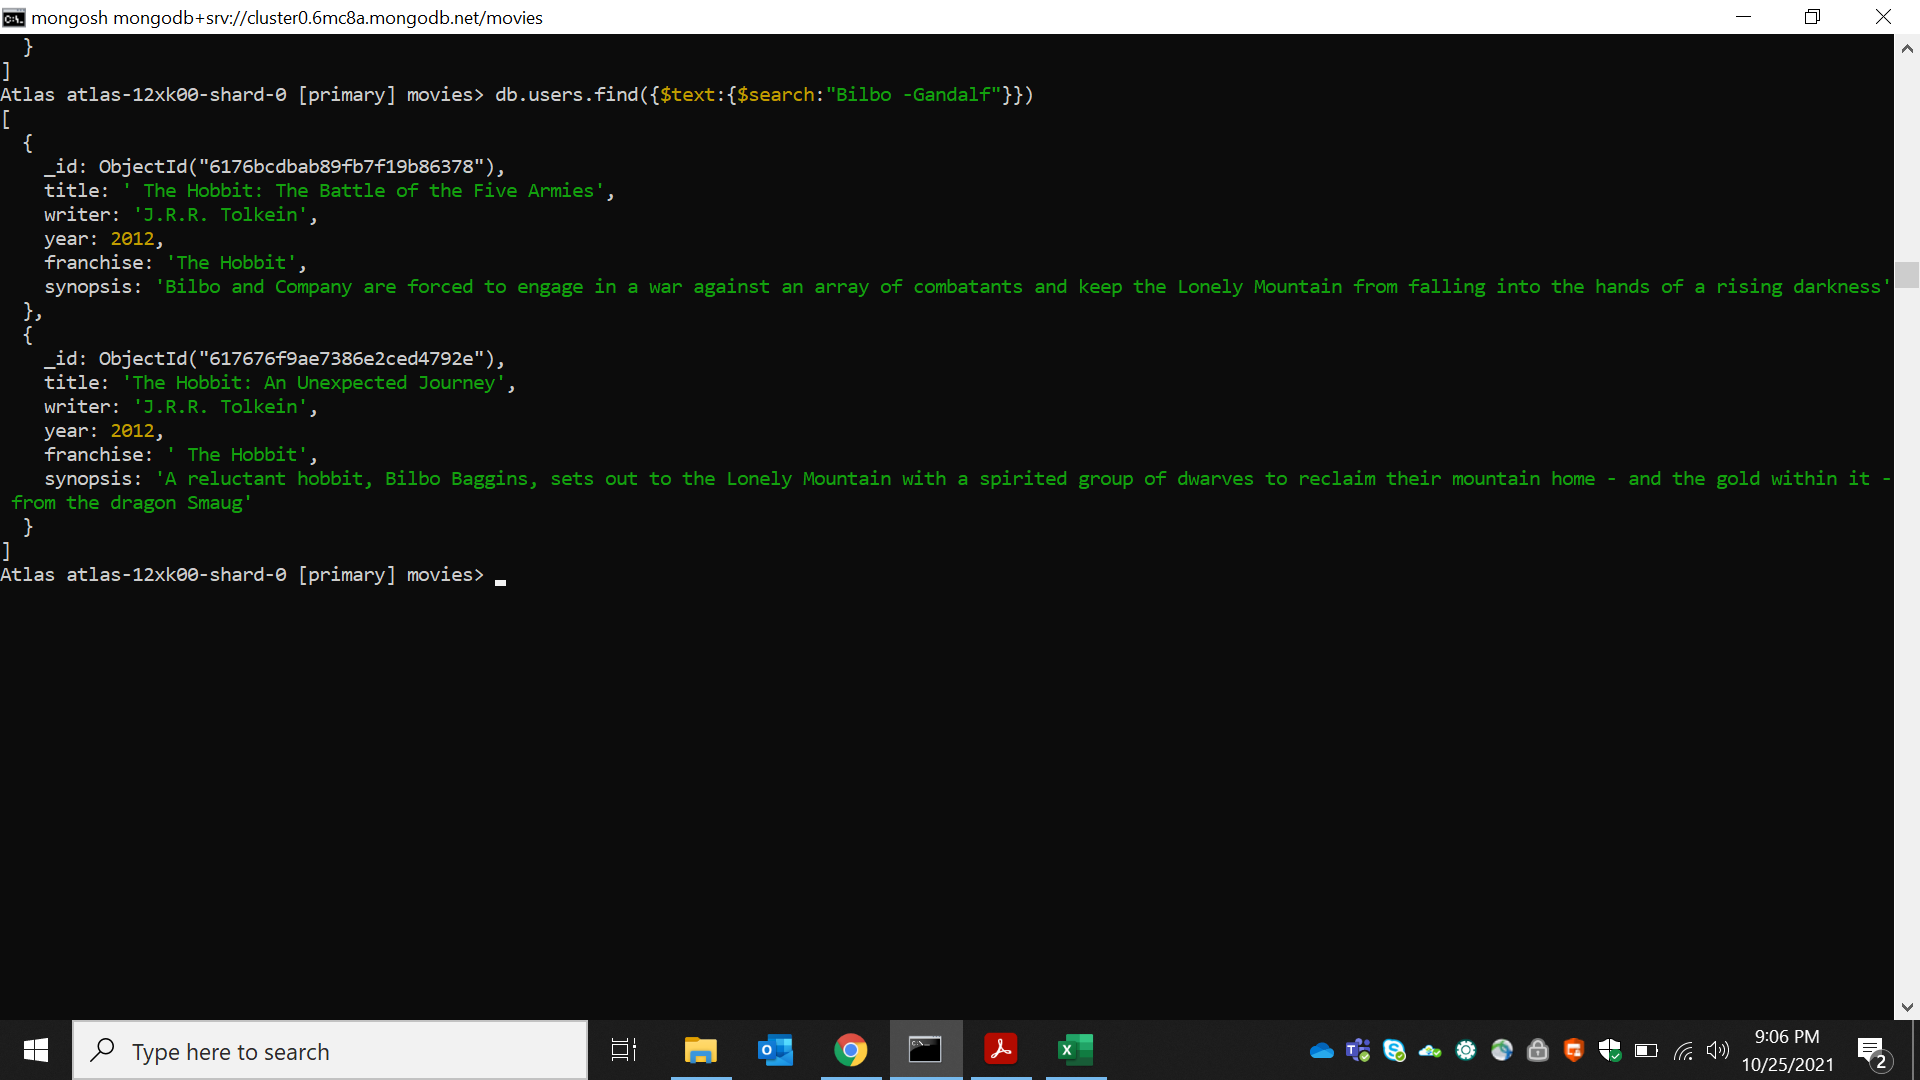 mongosh mongodb+srv://cluster0.6mc8a.mongodb.net/movies
  }
]
Atlas atlas-12xk00-shard-0 [primary] movies> db.users.find({$text:{$search:"Bilbo -Gandalf"}})
[
  {
    _id: ObjectId("6176bcdbab89fb7f19b86378"),
    title: ' The Hobbit: The Battle of the Five Armies',
    writer: 'J.R.R. Tolkein',
    year: 2012,
    franchise: 'The Hobbit',
    synopsis: 'Bilbo and Company are forced to engage in a war against an array of combatants and keep the Lonely Mountain from falling into the hands of a rising darkness'
  },
  {
    _id: ObjectId("617676f9ae7386e2ced4792e"),
    title: 'The Hobbit: An Unexpected Journey',
    writer: 'J.R.R. Tolkein',
    year: 2012,
    franchise: ' The Hobbit',
    synopsis: 'A reluctant hobbit, Bilbo Baggins, sets out to the Lonely Mountain with a spirited group of dwarves to reclaim their mountain home - and the gold within it -
 from the dragon Smaug'
  }
]
Atlas atlas-12xk00-shard-0 [primary] movies>
Type here to search
9:06 PM
10/25/2021
2